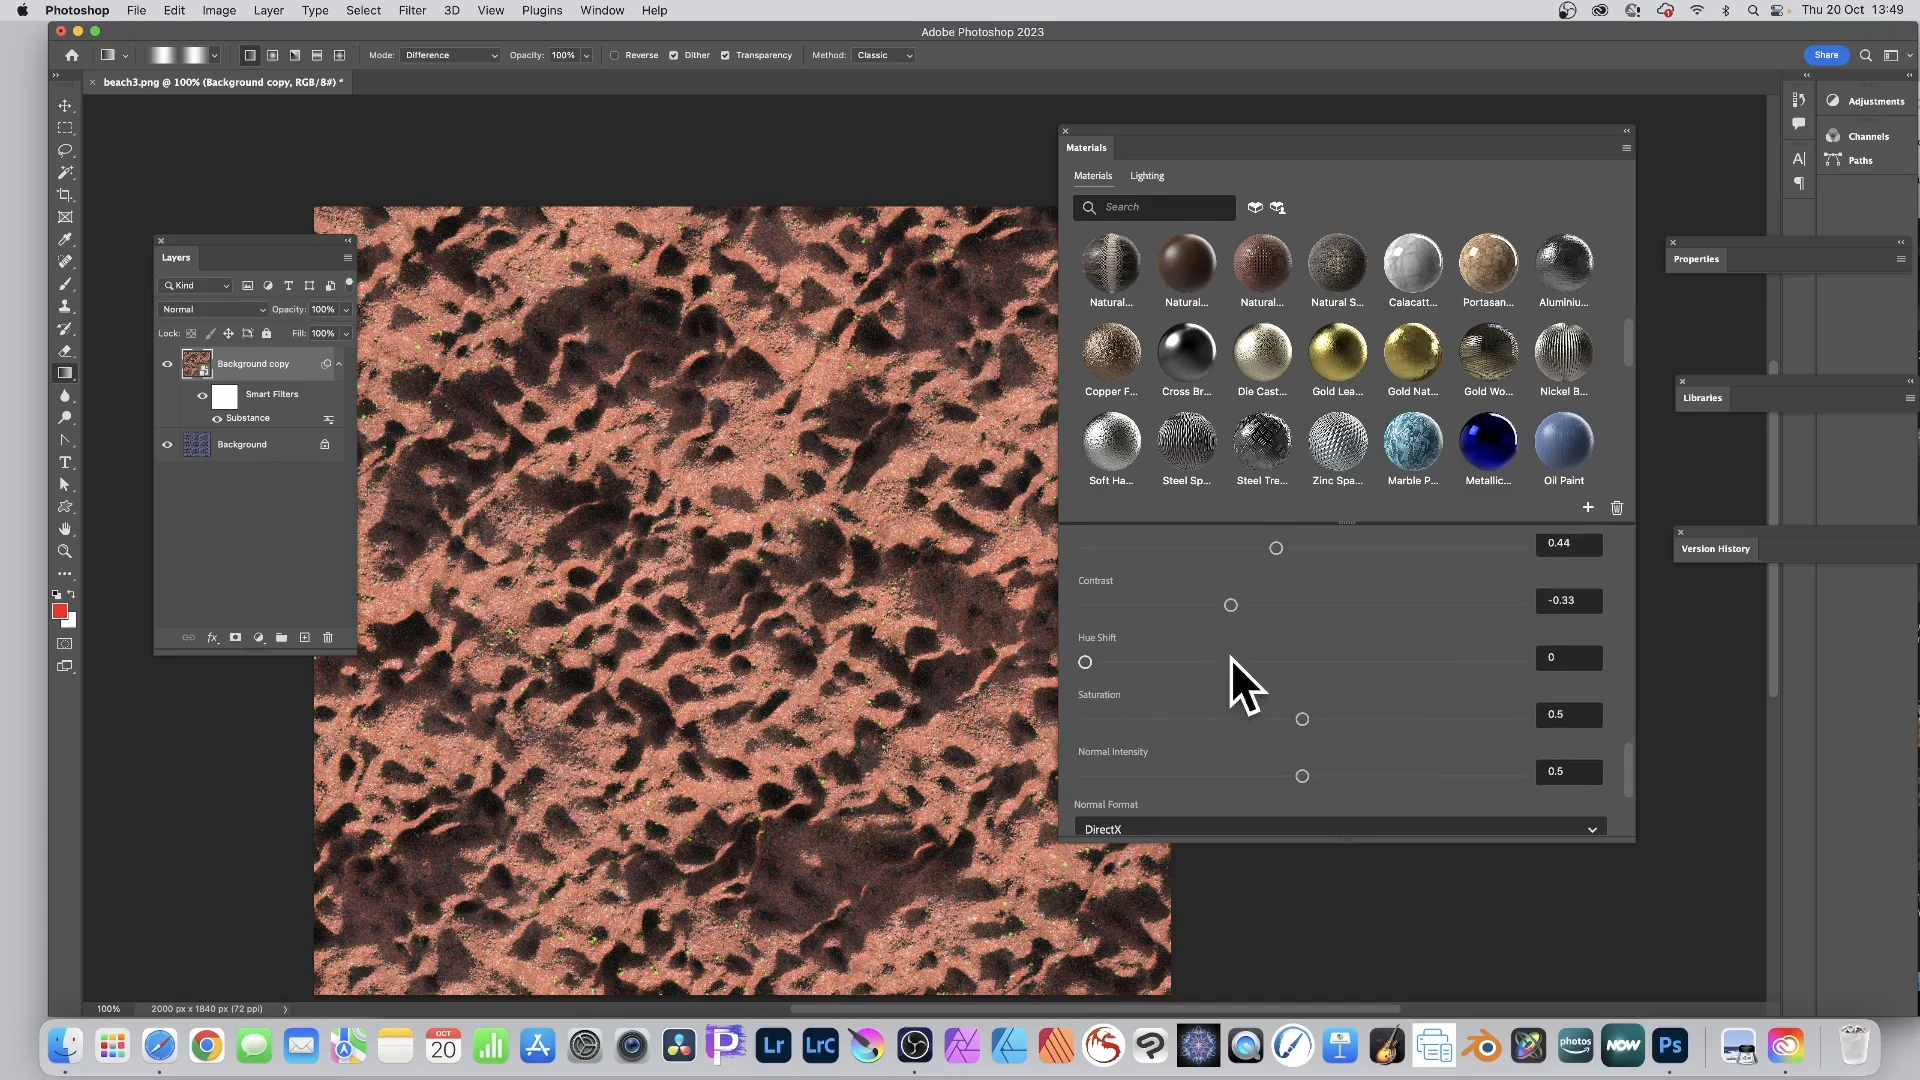 Photoshop File Edit Image Layer Type Select Filter 3D View Plugins Window Help Thu 20 Oct 13:49
Adobe Photoshop 2023
Mode: Difference Opacity: 100% Reverse Dither Transparency Method: Classic Share
beach3.png @ 100% (Background copy, RGB/8#) *
Adjustments
Channels
Paths
Materials
Materials Lighting
Search
Natural... Natural... Natural... Natural S... Calacatt... Portasan... Aluminiu...
Copper F... Cross Br... Die Cast... Gold Lea... Gold Nat... Gold Wo... Nickel B...
Soft Ha... Steel Sp... Steel Tre... Zinc Spa... Marble P... Metallic... Oil Paint
0.44
Contrast
-0.33
Hue Shift
0
Saturation
0.5
Normal Intensity
0.5
Normal Format
DirectX
Layers
Kind
Normal Opacity: 100%
Lock: Fill: 100%
Background copy
Smart Filters
Substance
Background
fx
Properties
Libraries
Version History
100% 2000 px x 1840 px (72 ppi)
OCT
20
Lr
LrC
photos
NOW
Ps